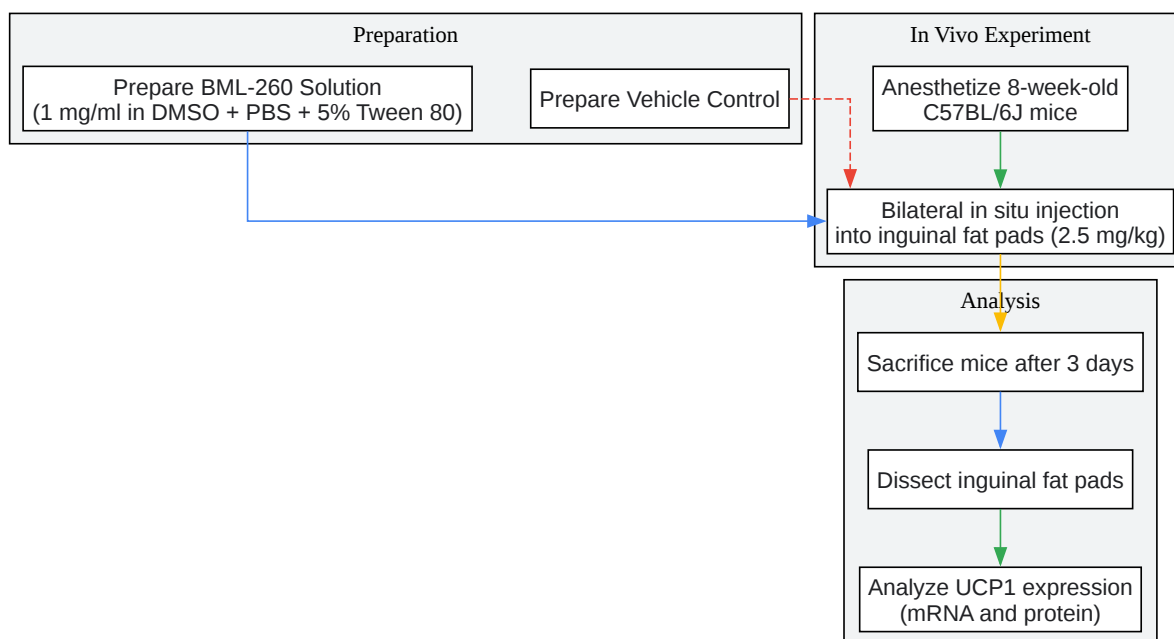 Preparation
Prepare BML-260 Solution
(1 mg/ml in DMSO + PBS + 5% Tween 80)
Prepare Vehicle Control
In Vivo Experiment
Anesthetize 8-week-old
C57BL/6J mice
Bilateral in situ injection
into inguinal fat pads (2.5 mg/kg)
Analysis
Sacrifice mice after 3 days
Dissect inguinal fat pads
Analyze UCP1 expression
(mRNA and protein)